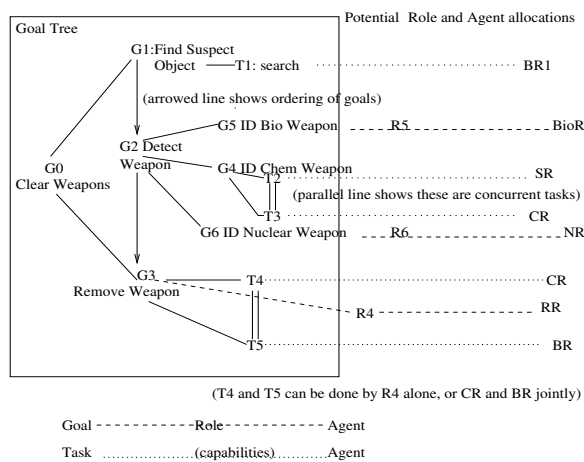 Goal Tree
Potential Role and Agent allocations
G1:Find Suspect
Object
T1: search
BR1
(arrowed line shows ordering of goals)
G5 ID Bio Weapon
R5
BioR
G2 Detect
Weapon
G0
Clear Weapons
G4 ID Chem Weapon
T2
SR
(parallel line shows these are concurrent tasks)
T3
CR
G6 ID Nuclear Weapon
R6
NR
G3
Remove Weapon
T4
CR
R4
RR
T5
BR
(T4 and T5 can be done by R4 alone, or CR and BR jointly)
Goal
Role
Agent
Task
(capabilities)
Agent